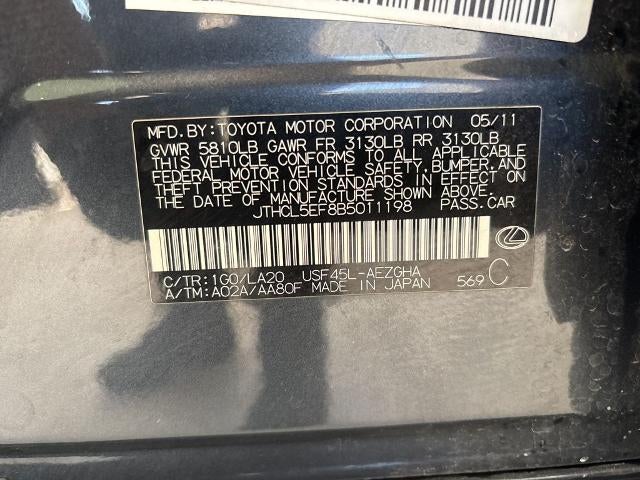 MFD.BY:TOYOTA MOTOR CORPORATION 05/11
GVWR 5810LB GAWR FR 3130LB RR 3130LB
THIS VEHICLE CONFORMS TO ALL APPLICABLE
FEDERAL MOTOR VEHICLE SAFETY,BUMPER,AND
THEFT PREVENTION STANDARDS IN EFFECT ON
THE DATE OF MANUFACTURE SHOWN ABOVE.
JTHCL5EF8B5011198 PASS.CAR
C/TR:1G0/LA20 USF45L-AEZGHA
A/TM:A02A/AA80F MADE IN JAPAN 569 C